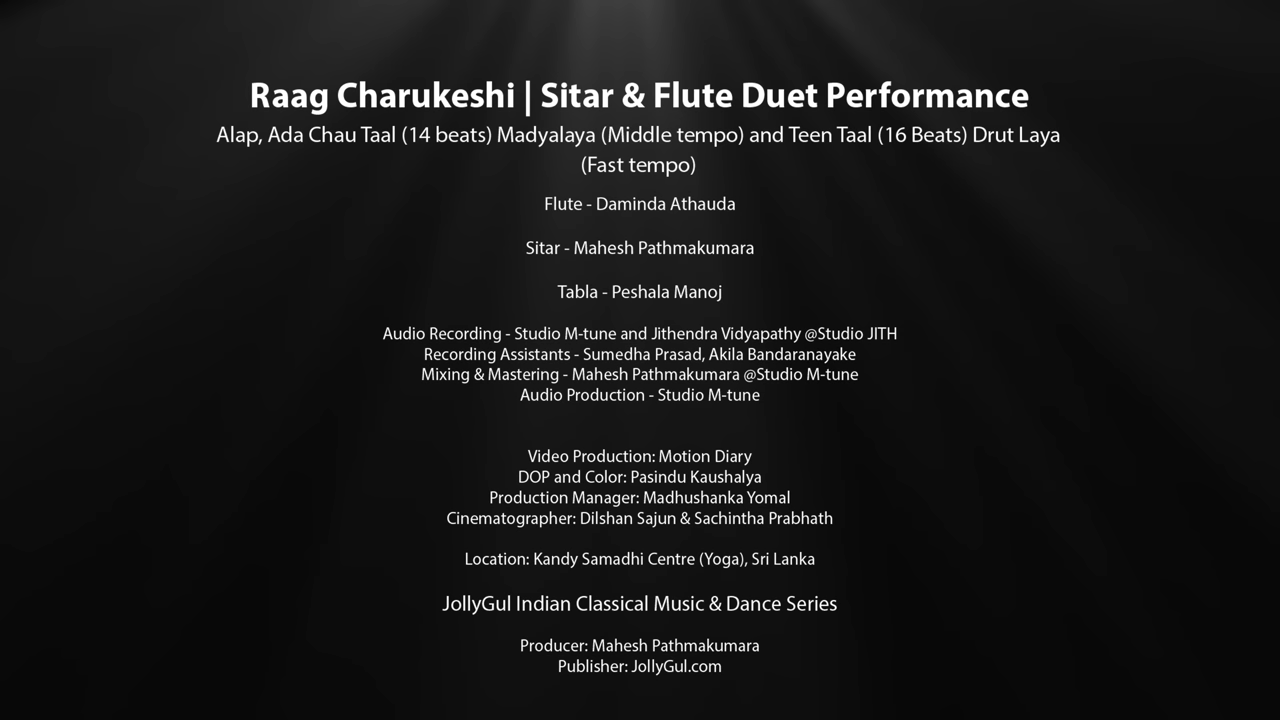 Raag Charukeshi | Sitar & Flute Duet Performance
Alap, Ada Chau Taal (14 beats) Madyalaya (Middle tempo) and Teen Taal (16 Beats) Drut Laya
(Fast tempo)
Flute - Daminda Athauda
Sitar - Mahesh Pathmakumara
Tabla - Peshala Manoj
Audio Recording - Studio M-tune and Jithendra Vidyapathy @Studio JITH
Recording Assistants - Sumedha Prasad, Akila Bandaranayake
Mixing & Mastering - Mahesh Pathmakumara @Studio M-tune
Audio Production - Studio M-tune
Video Production: Motion Diary
DOP and Color: Pasindu Kaushalya
Production Manager: Madhushanka Yomal
Cinematographer: Dilshan Sajun & Sachintha Prabhath
Location: Kandy Samadhi Centre (Yoga), Sri Lanka
JollyGul Indian Classical Music & Dance Series
Producer: Mahesh Pathmakumara
Publisher: JollyGul.com